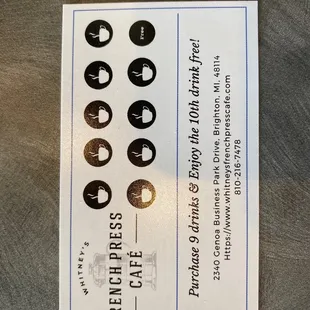 WHITNEY'S
FRENCH PRESS
CAFÉ
Free
Purchase 9 drinks & Enjoy the 10th drink free!
2340 Genoa Business Park Drive, Brighton, MI, 48114
Https://www.whitneysfrenchpresscafe.com
810-216-7478